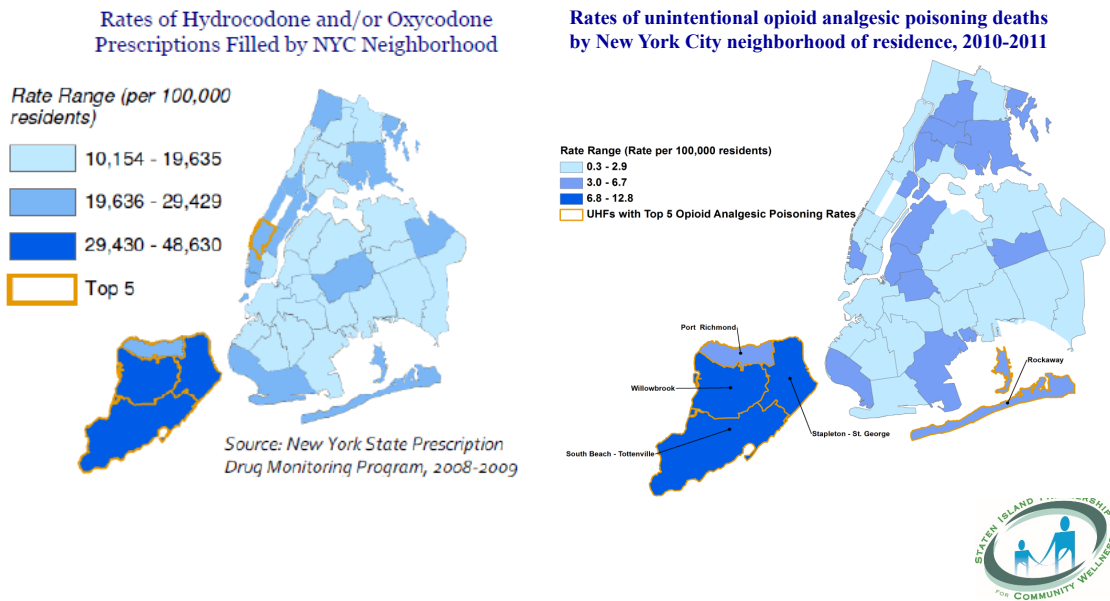 Rates of Hydrocodone and/or Oxycodone
Prescriptions Filled by NYC Neighborhood
Rate Range (per 100,000
residents)
10,154 - 19,635
19,636 - 29,429
29,430 - 48,630
Top 5
Source: New York State Prescription
Drug Monitoring Program, 2008-2009
Rates of unintentional opioid analgesic poisoning deaths
by New York City neighborhood of residence, 2010-2011
Rate Range (Rate per 100,000 residents)
0.3 - 2.9
3.0 - 6.7
6.8 - 12.8
UHFs with Top 5 Opioid Analgesic Poisoning Rates
Port Richmond
Rockaway
Willowbrook
Stapleton - St. George
South Beach - Tottenville
STATEN ISLAND PARTNERSHIP
FOR COMMUNITY WELLNESS